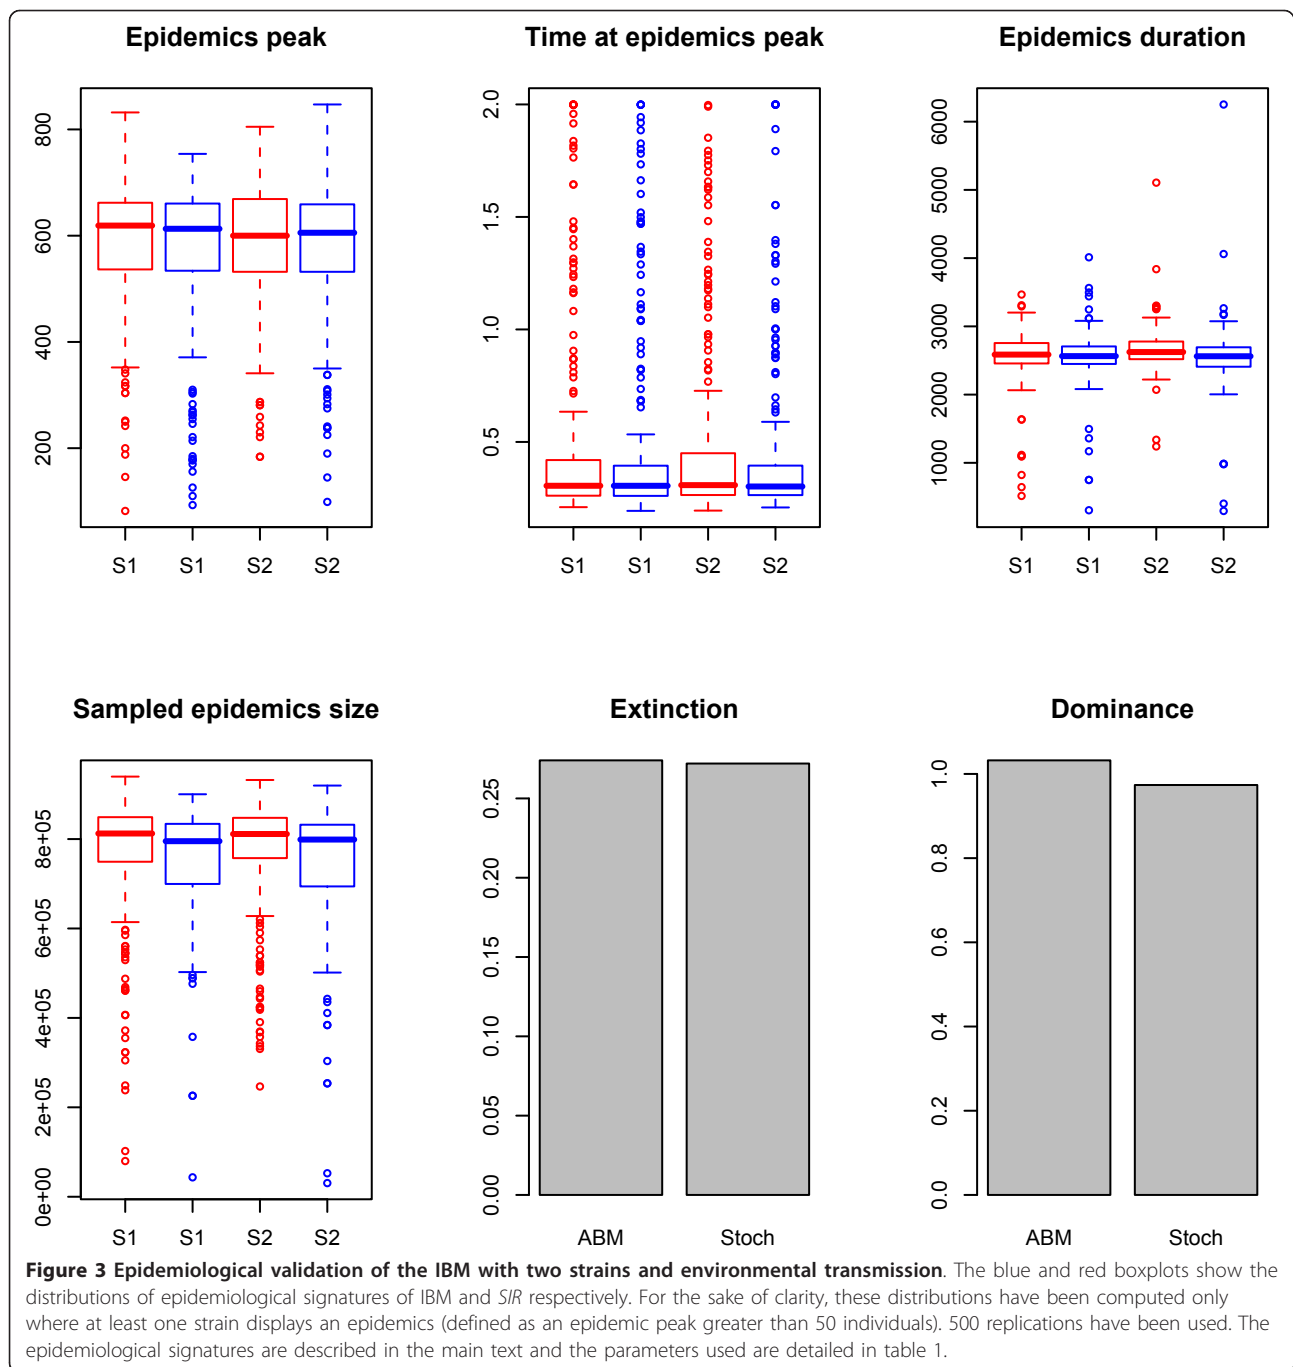 Epidemics peak
Time at epidemics peak
Epidemics duration
800
600
400
200
S1 S1 S2 S2
2.0
1.5
1.0
0.5
S1 S1 S2 S2
6000
5000
4000
3000
2000
1000
S1 S1 S2 S2
Sampled epidemics size
Extinction
Dominance
8e+05
6e+05
4e+05
2e+05
0e+00
S1 S1 S2 S2
0.25
0.20
0.15
0.10
0.05
0.00
ABM Stoch
1.0
0.8
0.6
0.4
0.2
0.0
ABM Stoch
Figure 3 Epidemiological validation of the IBM with two strains and environmental transmission. The blue and red boxplots show the
distributions of epidemiological signatures of IBM and SIR respectively. For the sake of clarity, these distributions have been computed only
where at least one strain displays an epidemics (defined as an epidemic peak greater than 50 individuals). 500 replications have been used. The
epidemiological signatures are described in the main text and the parameters used are detailed in table 1.